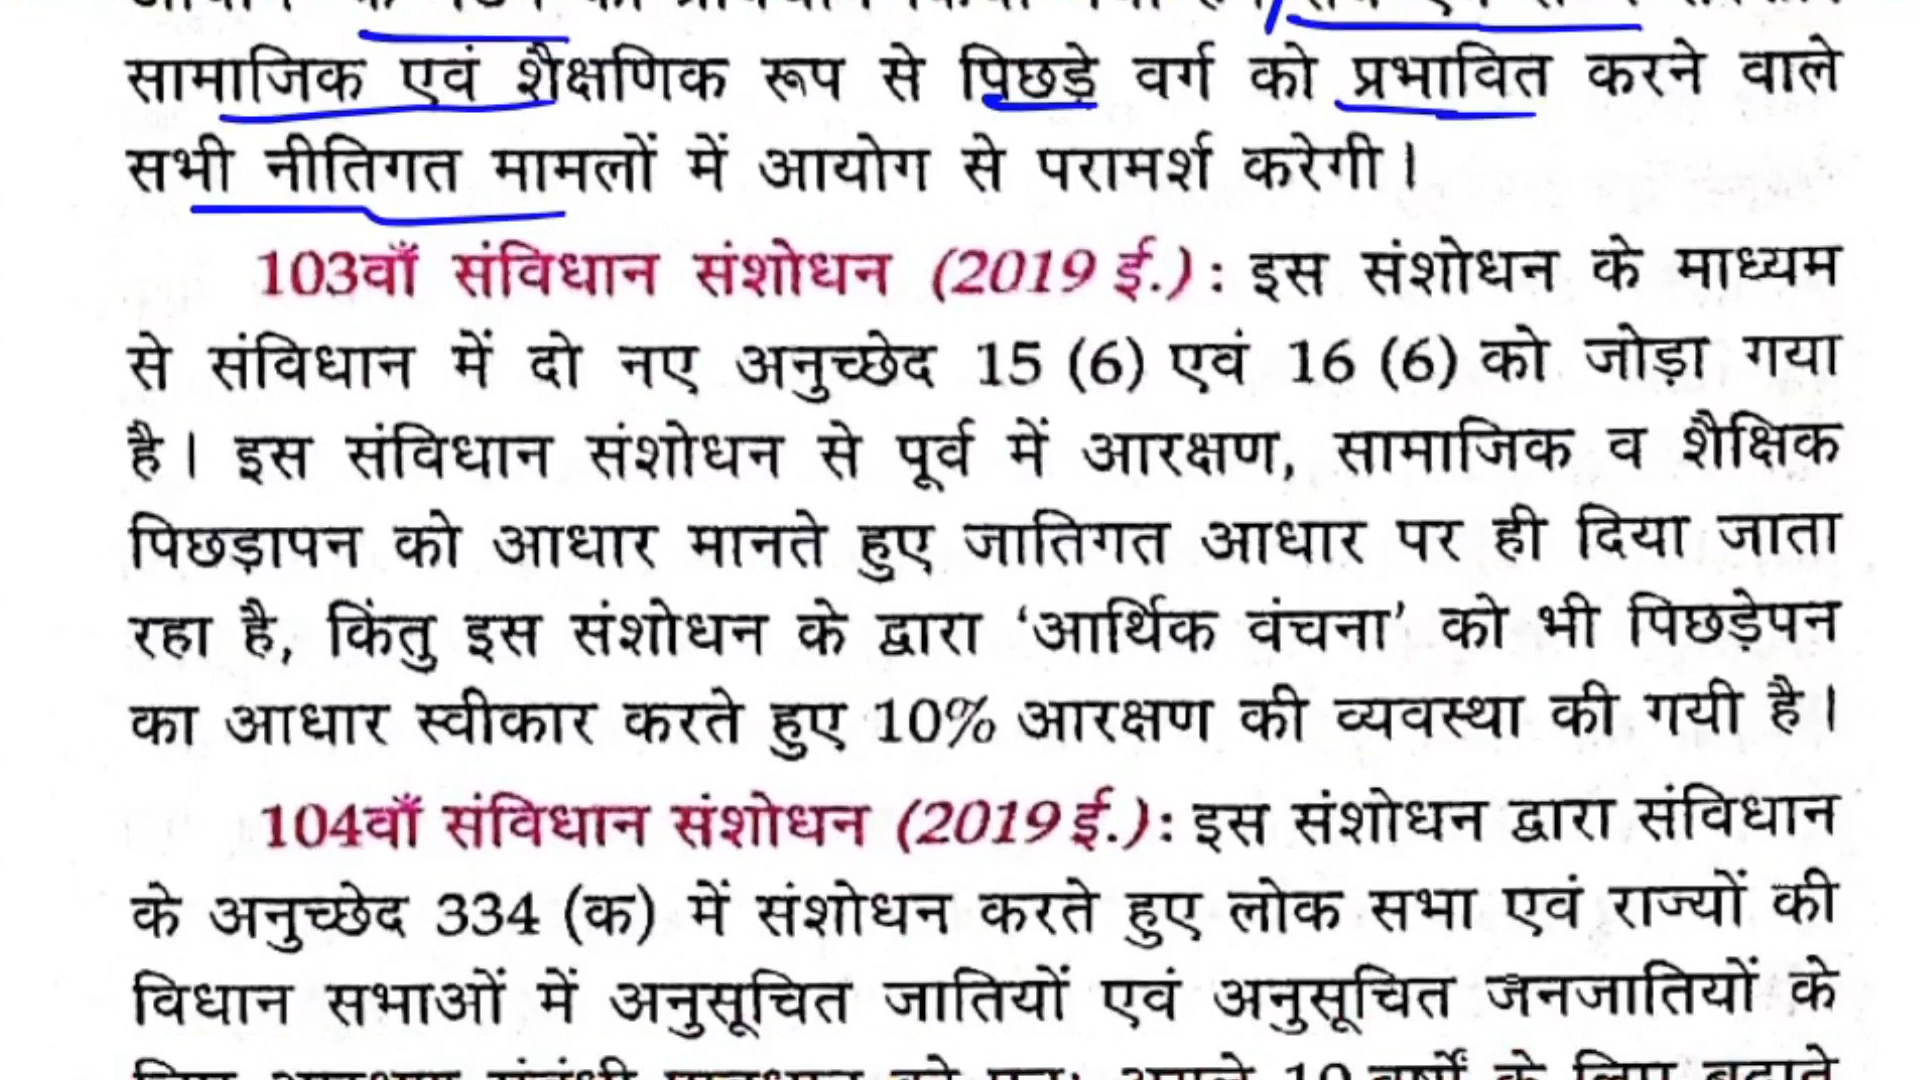 सामाजिक एवं शैक्षणिक रूप से पिछड़े वर्ग को प्रभावित करने वाले
सभी नीतिगत मामलों में आयोग से परामर्श करेगी।
103वाँ संविधान संशोधन (2019 ई.) : इस संशोधन के माध्यम
से संविधान में दो नए अनुच्छेद 15 (6) एवं 16 (6) को जोड़ा गया
है। इस संविधान संशोधन से पूर्व में आरक्षण, सामाजिक व शैक्षिक
पिछड़ापन को आधार मानते हुए जातिगत आधार पर ही दिया जाता
रहा है, किंतु इस संशोधन के द्वारा ‘आर्थिक वंचना’ को भी पिछड़ेपन
का आधार स्वीकार करते हुए 10% आरक्षण की व्यवस्था की गयी है।
104वाँ संविधान संशोधन (2019 ई.) : इस संशोधन द्वारा संविधान
के अनुच्छेद 334 (क) में संशोधन करते हुए लोक सभा एवं राज्यों की
विधान सभाओं में अनुसूचित जातियों एवं अनुसूचित जनजातियों के
10 वर्षों के लिए बढ़ाते